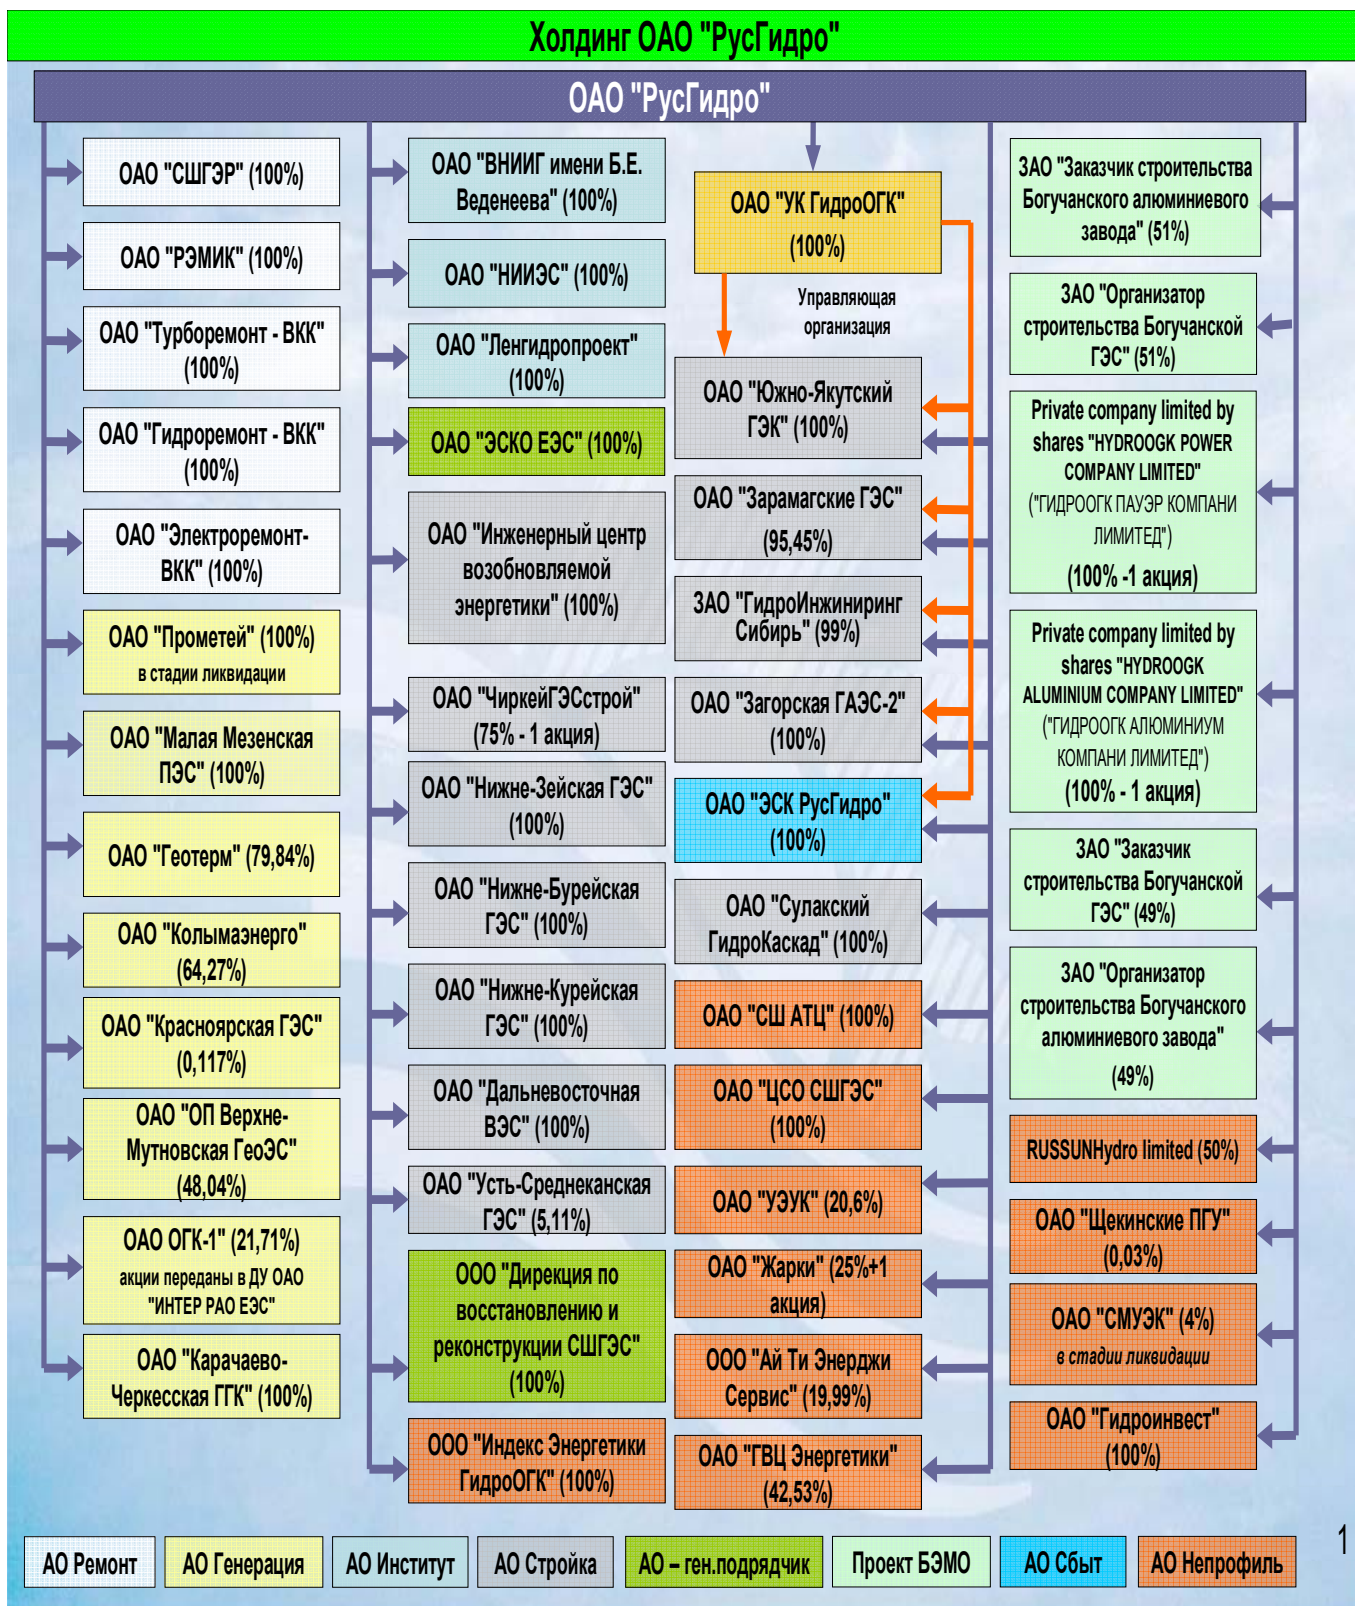 Холдинг ОАО "РусГидро"
ОАО "РусГидро"
ОАО "СШГЭР" (100%)
ОАО "РЭМИК" (100%)
ОАО "Турборемонт - ВКК"
(100%)
ОАО "Гидроремонт - ВКК"
(100%)
ОАО "Электроремонт-
ВКК" (100%)
ОАО "Прометей" (100%)
в стадии ликвидации
ОАО "Малая Мезенская
ПЭС" (100%)
ОАО "Геотерм" (79,84%)
ОАО "Колымаэнерго"
(64,27%)
ОАО "Красноярская ГЭС"
(0,117%)
ОАО "ОП Верхне-
Мутновская ГеоЭС"
(48,04%)
ОАО ОГК-1" (21,71%)
акции переданы в ДУ ОАО
"ИНТЕР РАО ЕЭС"
ОАО "Карачаево-
Черкесская ГГК" (100%)
ОАО "ВНИИГ имени Б.Е.
Веденеева" (100%)
ОАО "НИИЭС" (100%)
ОАО "Ленгидропроект"
(100%)
ОАО "ЭСКО ЕЭС" (100%)
ОАО "Инженерный центр
возобновляемой
энергетики" (100%)
ОАО "ЧиркейГЭСстрой"
(75% - 1 акция)
ОАО "Нижне-Зейская ГЭС"
(100%)
ОАО "Нижне-Бурейская
ГЭС" (100%)
ОАО "Нижне-Курейская
ГЭС" (100%)
ОАО "Дальневосточная
ВЭС" (100%)
ОАО "Усть-Среднеканская
ГЭС" (5,11%)
ООО "Дирекция по
восстановлению и
реконструкции СШГЭС"
(100%)
ООО "Индекс Энергетики
ГидроОГК" (100%)
ОАО "УК ГидроОГК"
(100%)
Управляющая
организация
ОАО "Южно-Якутский
ГЭК" (100%)
ОАО "Зарамагские ГЭС"
(95,45%)
ЗАО "ГидроИнжиниринг
Сибирь" (99%)
ОАО "Загорская ГАЭС-2"
(100%)
ОАО "ЭСК РусГидро"
(100%)
ОАО "Сулакский
ГидроКаскад" (100%)
ОАО "СШ АТЦ" (100%)
ОАО "ЦСО СШГЭС"
(100%)
ОАО "УЭУК" (20,6%)
ОАО "Жарки" (25%+1
акция)
ООО "Ай Ти Энерджи
Сервис" (19,99%)
ОАО "ГВЦ Энергетики"
(42,53%)
ЗАО "Заказчик строительства
Богучанского алюминиевого
завода" (51%)
ЗАО "Организатор
строительства Богучанской
ГЭС" (51%)
Private company limited by
shares "HYDROOGK POWER
COMPANY LIMITED"
("ГИДРООГК ПАУЭР КОМПАНИ
ЛИМИТЕД")
(100% -1 акция)
Private company limited by
shares "HYDROOGK
ALUMINIUM COMPANY LIMITED"
("ГИДРООГК АЛЮМИНИУМ
КОМПАНИ ЛИМИТЕД")
(100% - 1 акция)
ЗАО "Заказчик
строительства Богучанской
ГЭС" (49%)
ЗАО "Организатор
строительства Богучанского
алюминиевого завода"
(49%)
RUSSUNHydro limited (50%)
ОАО "Щекинские ПГУ"
(0,03%)
ОАО "СМУЭК" (4%)
в стадии ликвидации
ОАО "Гидроинвест"
(100%)
АО Ремонт
АО Генерация
АО Институт
АО Стройка
АО – ген.подрядчик
Проект БЭМО
АО Сбыт
АО Непрофиль
1